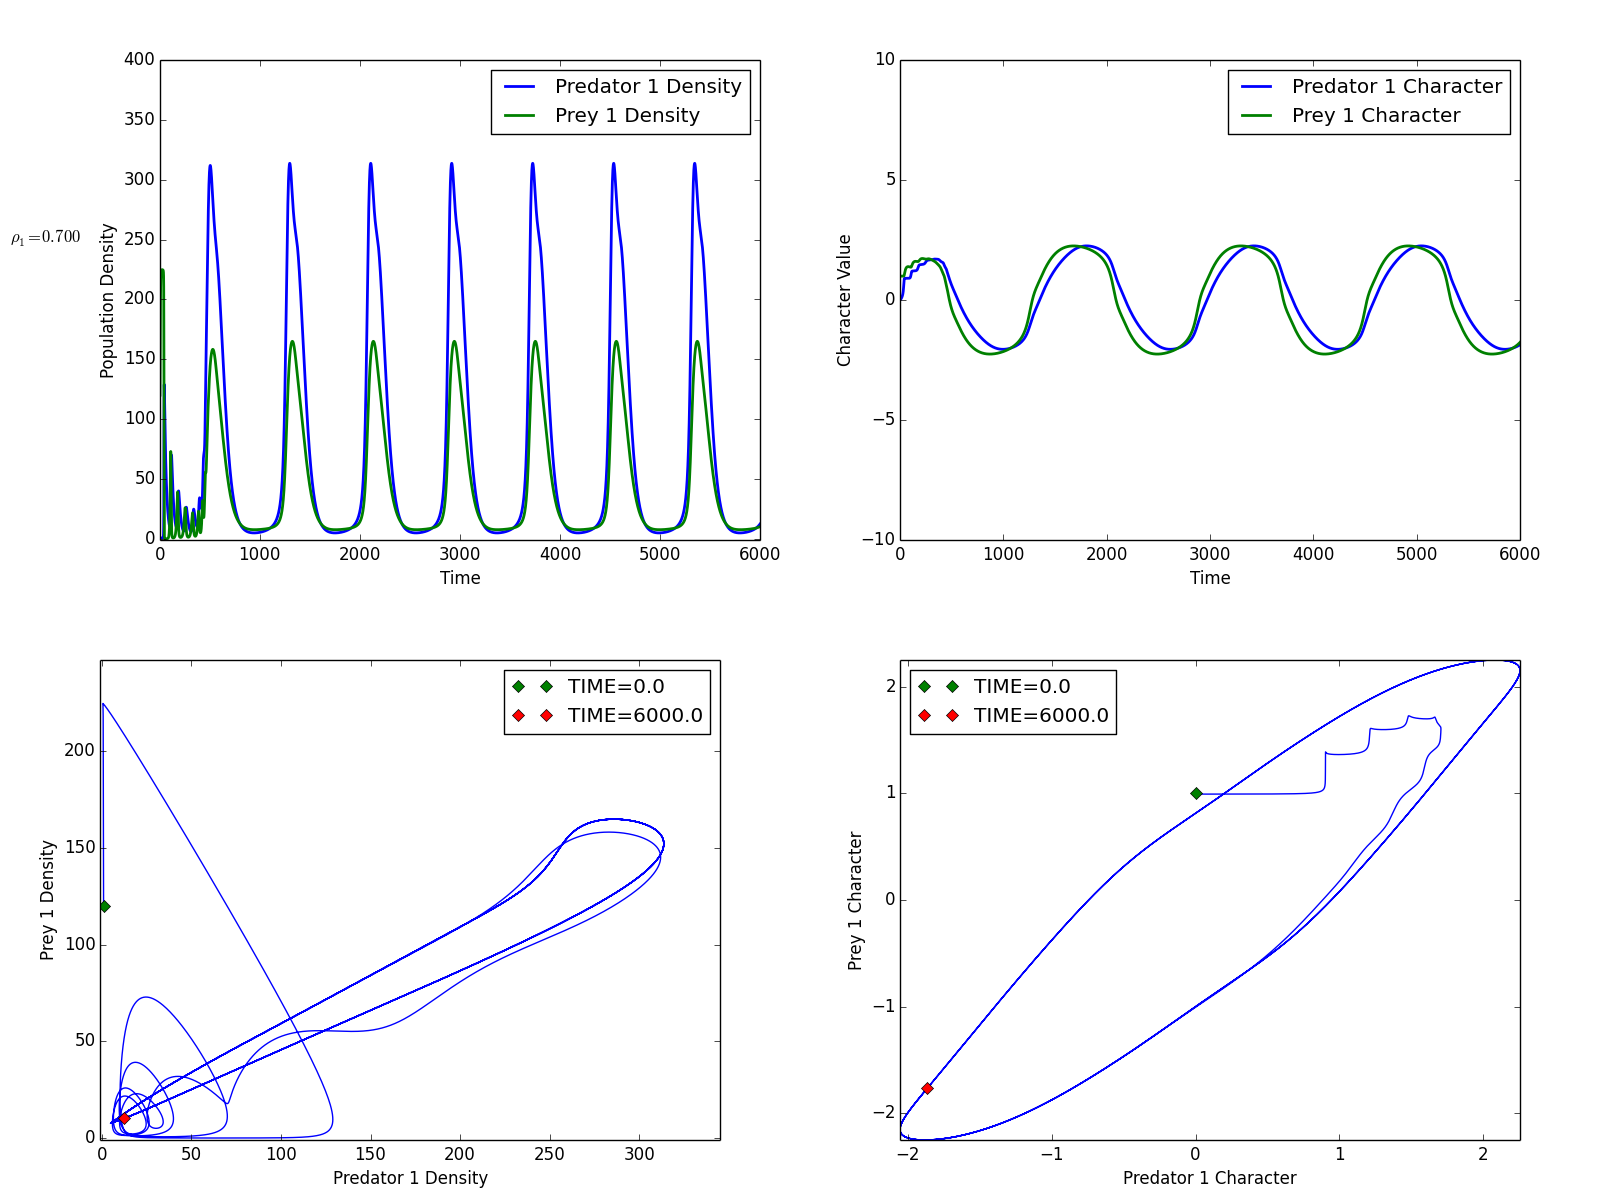 400
350
300
250
200
150
100
50
0
0 1000 2000 3000 4000 5000 6000
Time
Population Density
ρ1=0.700
Predator 1 Density
Prey 1 Density
10
5
0
−5
−10
0 1000 2000 3000 4000 5000 6000
Time
Character Value
Predator 1 Character
Prey 1 Character
200
150
100
50
0
0 50 100 150 200 250 300
Predator 1 Density
Prey 1 Density
TIME=0.0
TIME=6000.0
2
1
0
−1
−2
−2 −1 0 1 2
Predator 1 Character
Prey 1 Character
TIME=0.0
TIME=6000.0